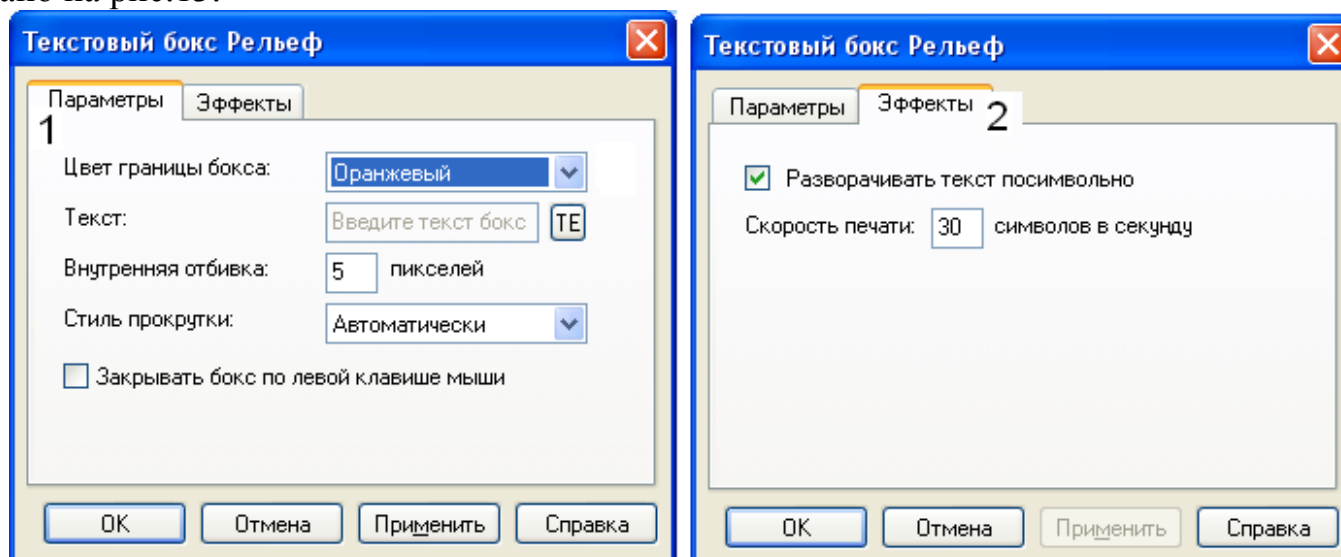 Текстовый бокс Рельеф
Параметры Эффекты
1
Цвет границы бокса: Оранжевый
Текст: Введите текст бокс TE
Внутренняя отбивка: 5 пикселей
Стиль прокрутки: Автоматически
Закрывать бокс по левой клавише мыши
OK Отмена Применить Справка
Текстовый бокс Рельеф
Параметры Эффекты 2
Разворачивать текст посимвольно
Скорость печати: 30 символов в секунду
OK Отмена Применить Справка